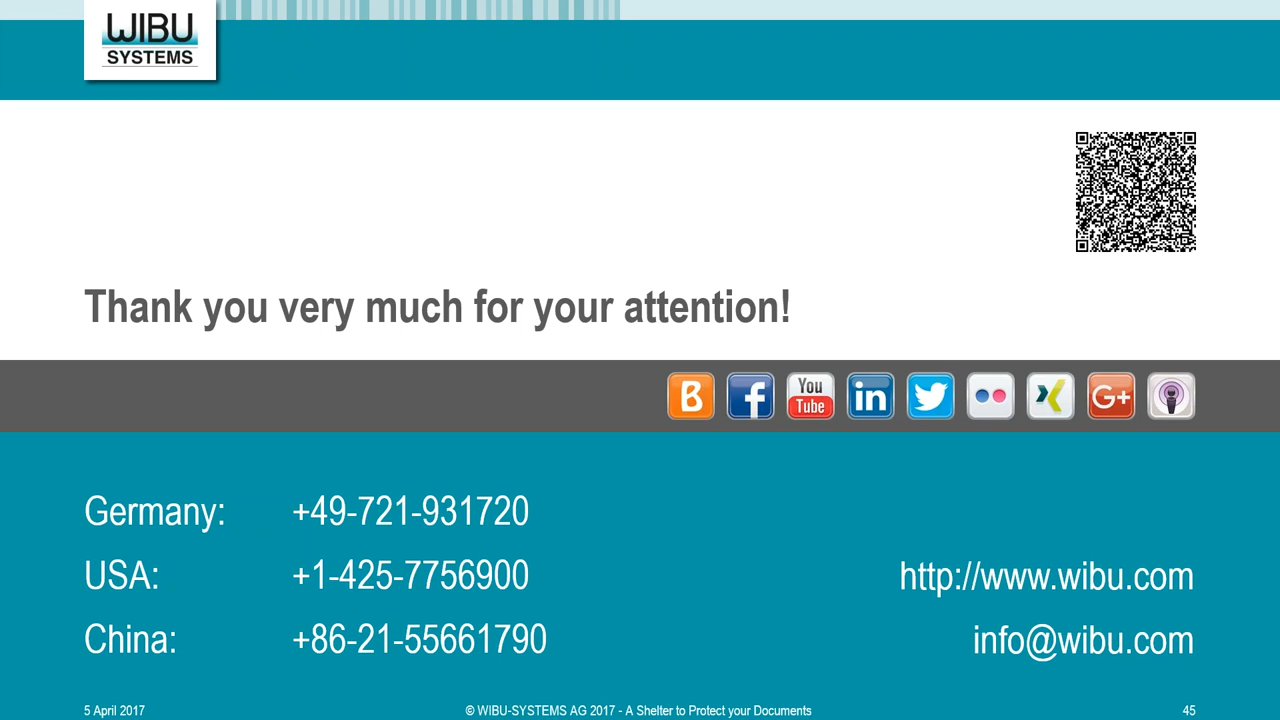 WIBU
SYSTEMS
Thank you very much for your attention!
B
f
You
Tube
in
G+
Germany: +49-721-931720
USA: +1-425-7756900
China: +86-21-55661790
http://www.wibu.com
info@wibu.com
5 April 2017
© WIBU-SYSTEMS AG 2017 - A Shelter to Protect your Documents
45